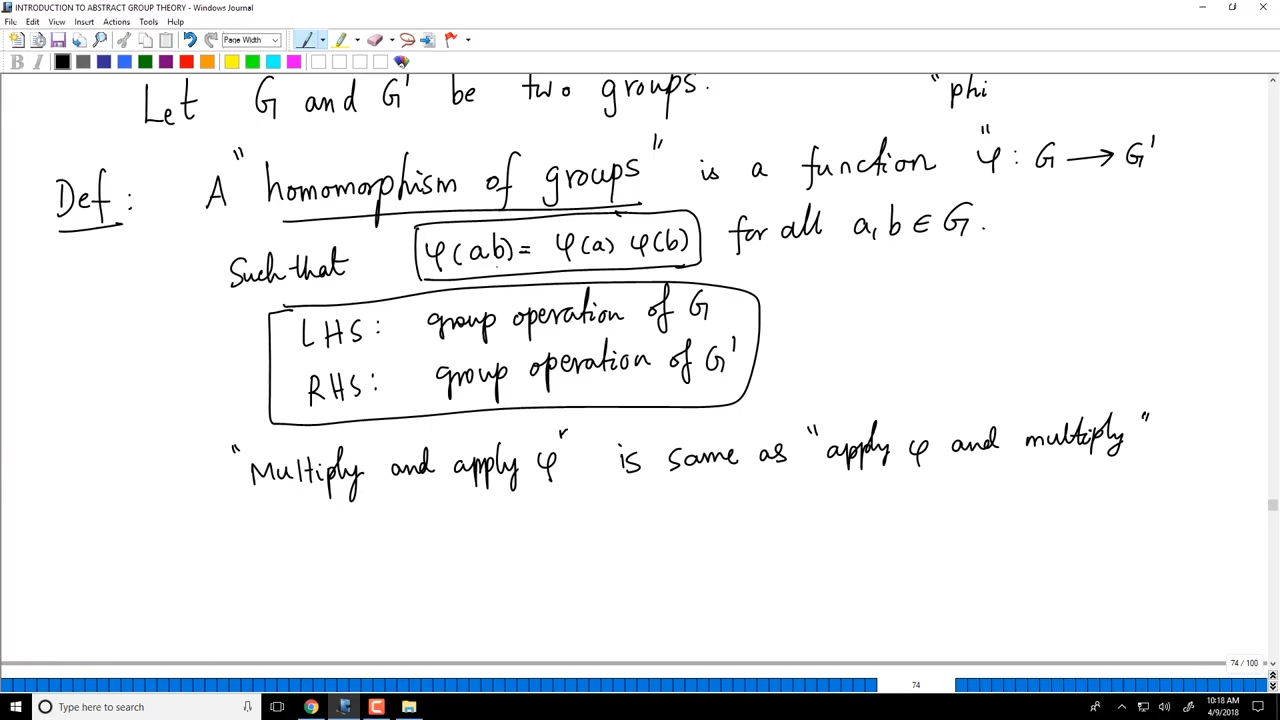 INTRODUCTION TO ABSTRACT GROUP THEORY - Windows Journal
File Edit View Insert Actions Tools Help
Page Width
B I
Let G and G' be two groups. "phi
Def: A "homomorphism of groups" is a function "φ: G → G'
Such that φ(ab) = φ(a) φ(b) for all a, b ∈ G.
LHS: group operation of G
RHS: group operation of G'
"Multiply and apply φ" is same as "apply φ and multiply"
74 / 100
74
Type here to search
10:18 AM
4/9/2018